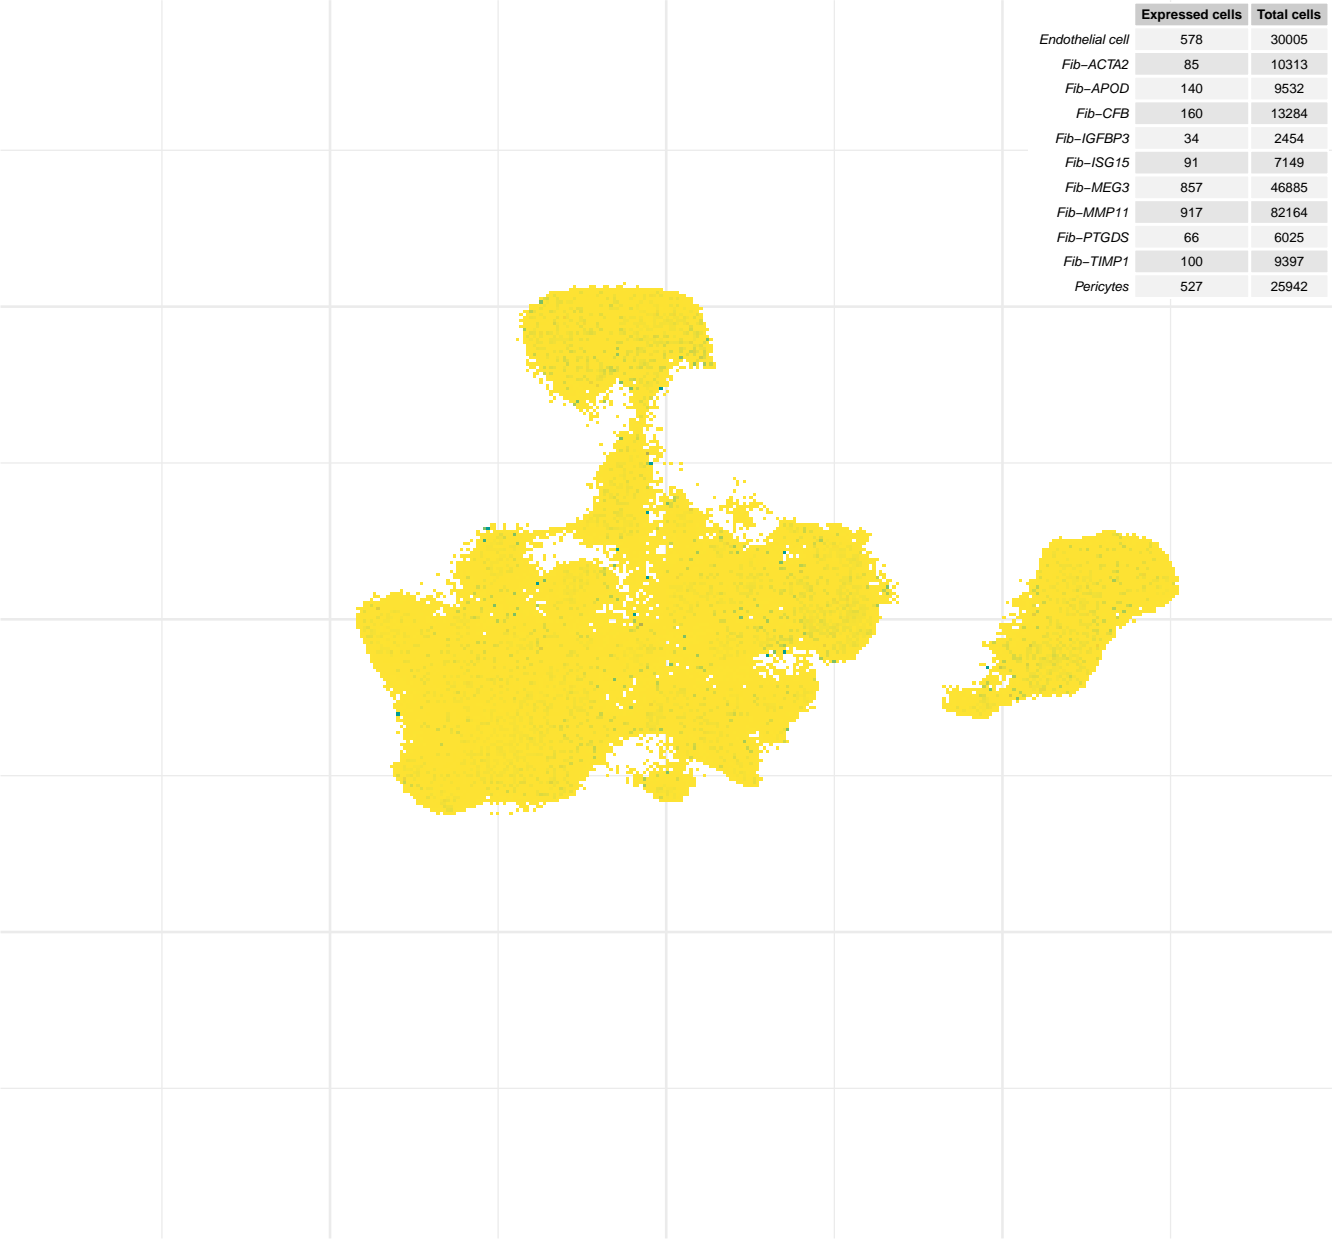 Expressed cells Total cells
Endothelial cell 578 30005
Fib−ACTA2 85 10313
Fib−APOD 140 9532
Fib−CFB 160 13284
Fib−IGFBP3 34 2454
Fib−ISG15 91 7149
Fib−MEG3 857 46885
Fib−MMP11 917 82164
Fib−PTGDS 66 6025
Fib−TIMP1 100 9397
Pericytes 527 25942